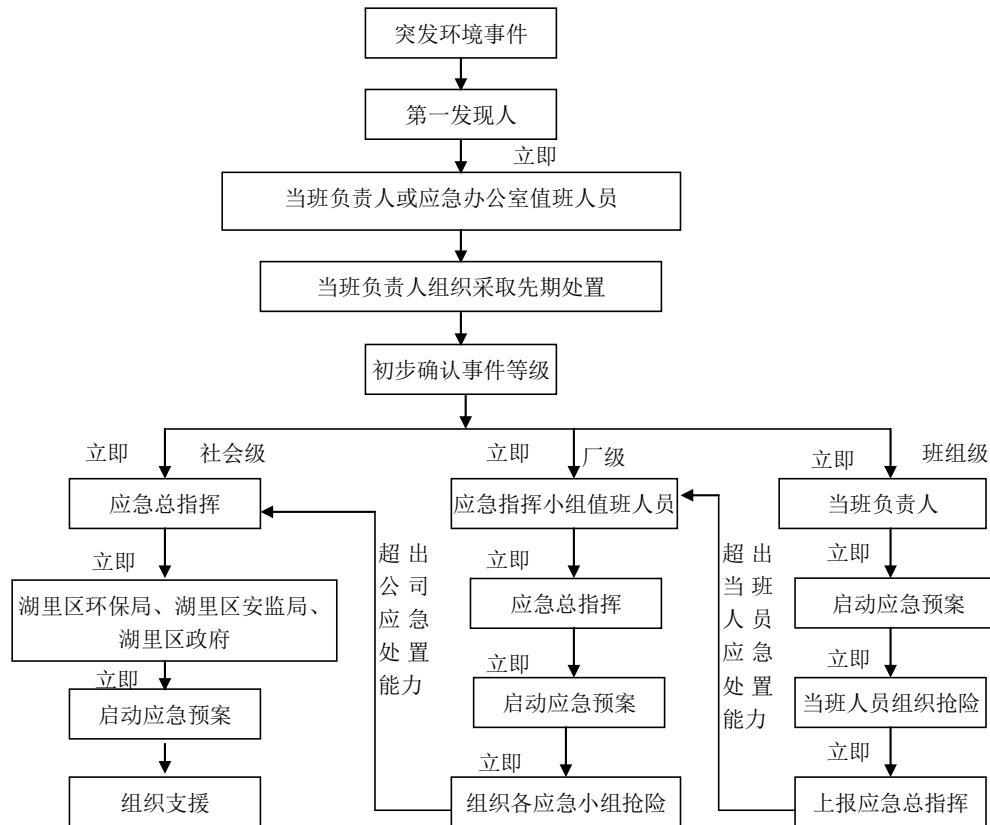 突发环境事件
第一发现人
立即
当班负责人或应急办公室值班人员
当班负责人组织采取先期处置
初步确认事件等级
立即
社会级
立即
厂级
立即
班组级
应急总指挥
应急指挥小组值班人员
当班负责人
立即
超出
公司
应急
处置
能力
立即
超出
当班
人员
应急
处置
能力
立即
湖里区环保局、湖里区安监局、
湖里区政府
应急总指挥
启动应急预案
立即
立即
立即
启动应急预案
启动应急预案
当班人员组织抢险
立即
立即
组织支援
组织各应急小组抢险
上报应急总指挥